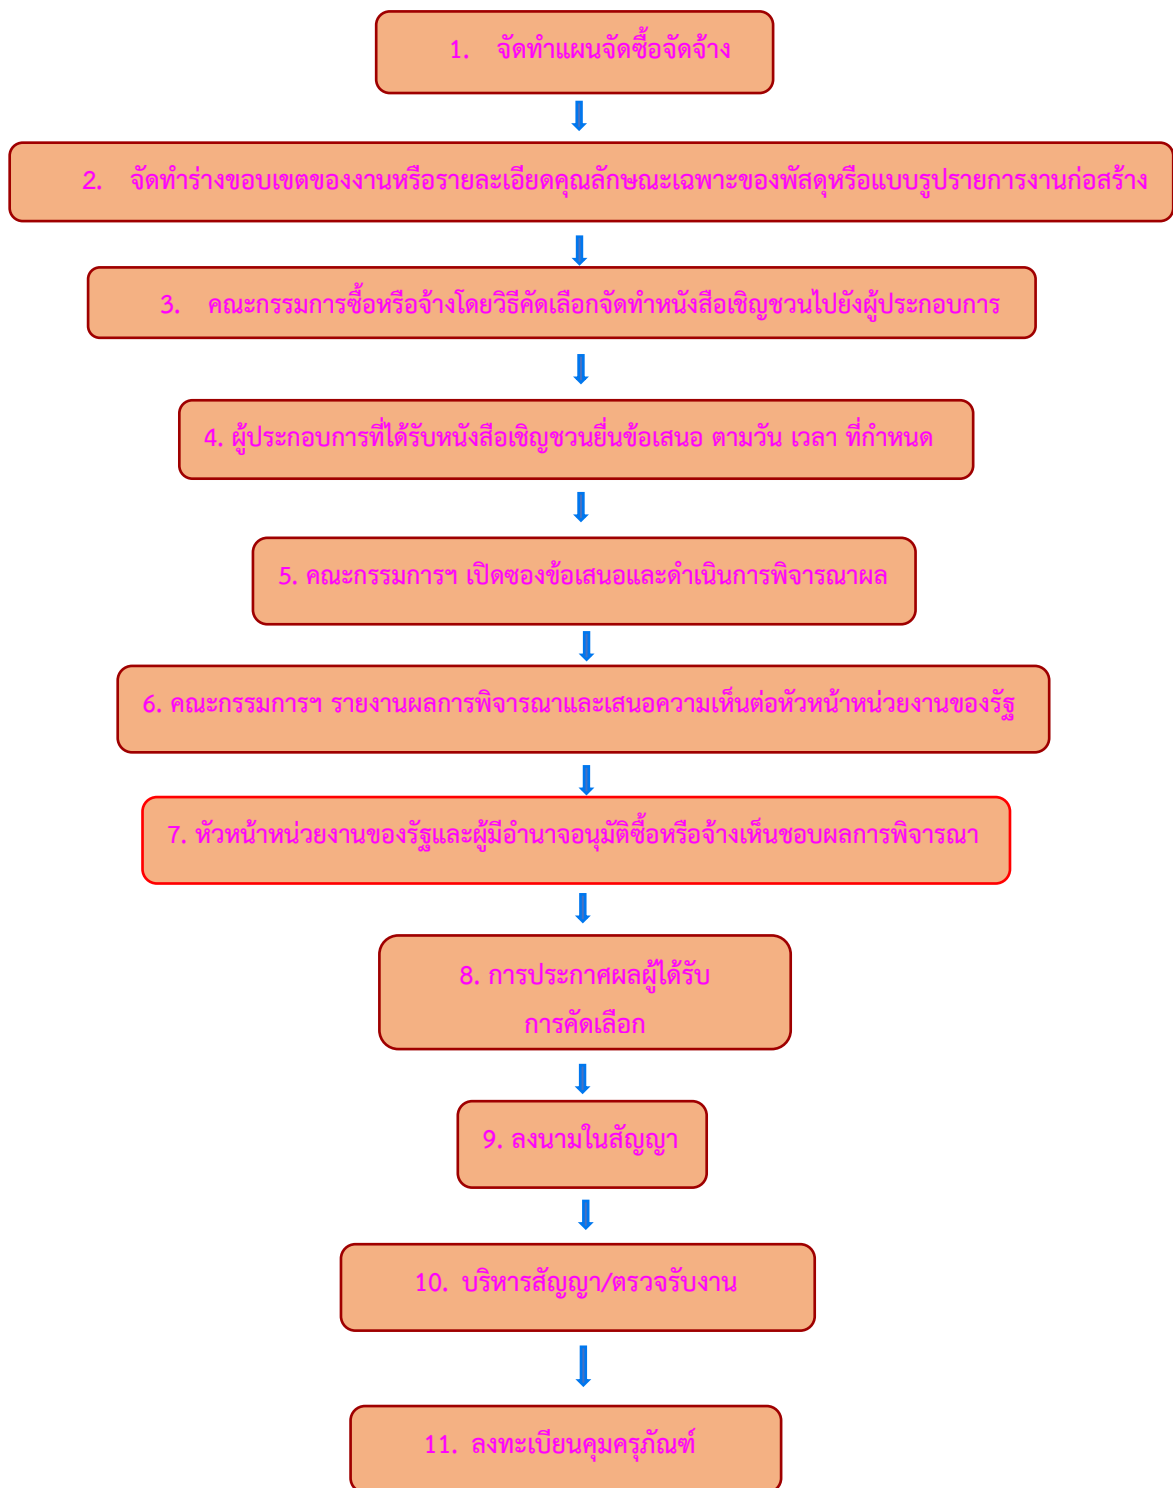 1. จัดทำแผนจัดซื้อจัดจ้าง
2. จัดทำร่างขอบเขตของงานหรือรายละเอียดคุณลักษณะเฉพาะของพัสดุหรือแบบรูปรายการงานก่อสร้าง
3. คณะกรรมการซื้อหรือจ้างโดยวิธีคัดเลือกจัดทำหนังสือเชิญชวนไปยังผู้ประกอบการ
4. ผู้ประกอบการที่ได้รับหนังสือเชิญชวนยื่นข้อเสนอ ตามวัน เวลา ที่กำหนด
5. คณะกรรมการฯ เปิดซองข้อเสนอและดำเนินการพิจารณาผล
6. คณะกรรมการฯ รายงานผลการพิจารณาและเสนอความเห็นต่อหัวหน้าหน่วยงานของรัฐ
7. หัวหน้าหน่วยงานของรัฐและผู้มีอำนาจอนุมัติซื้อหรือจ้างเห็นชอบผลการพิจารณา
8. การประกาศผลผู้ได้รับ
การคัดเลือก
9. ลงนามในสัญญา
10. บริหารสัญญา/ตรวจรับงาน
11. ลงทะเบียนคุมครุภัณฑ์